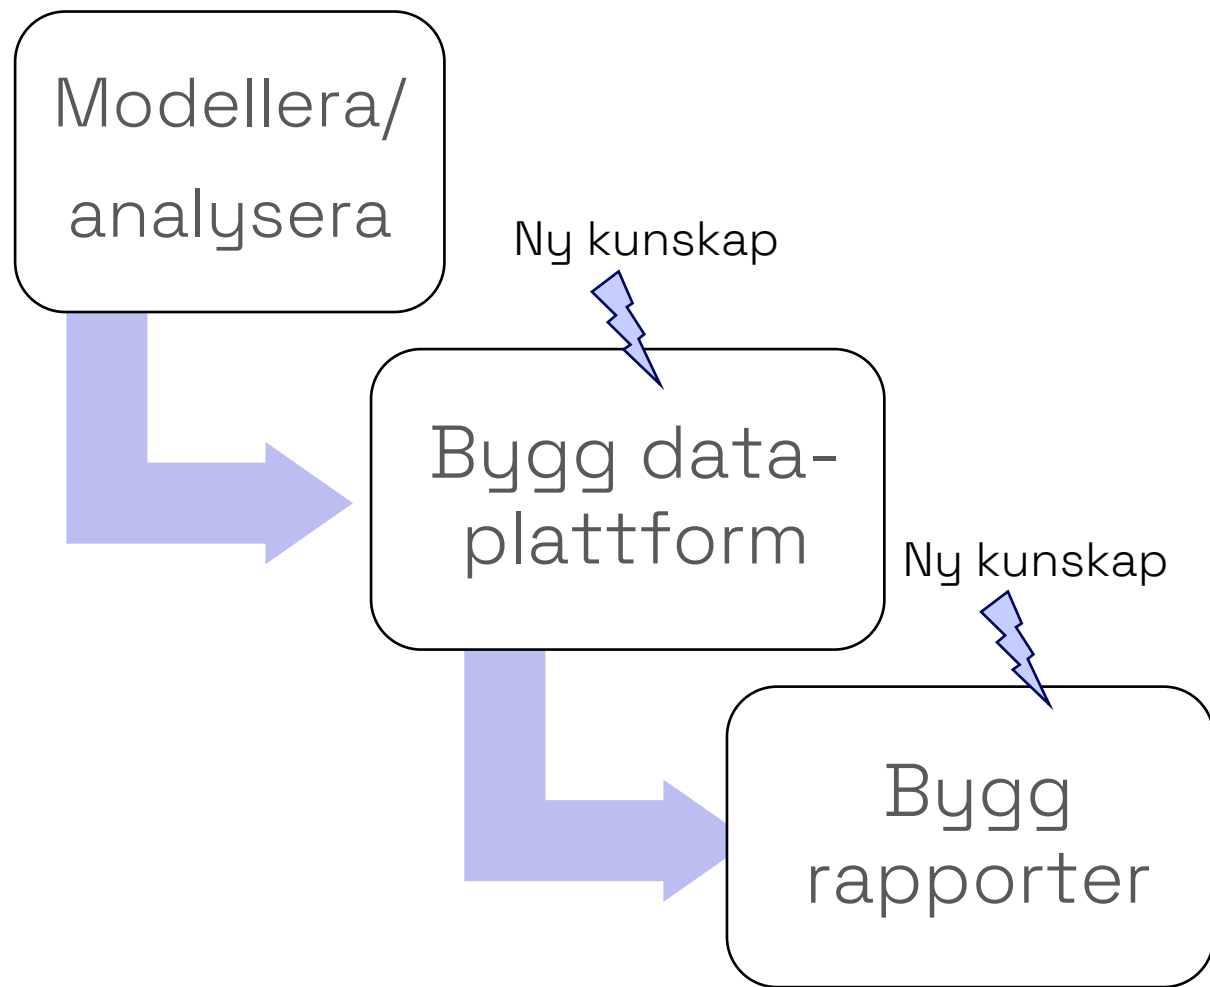 Modellera/
analysera
Ny kunskap
Bygg data-
plattform
Ny kunskap
Bygg
rapporter